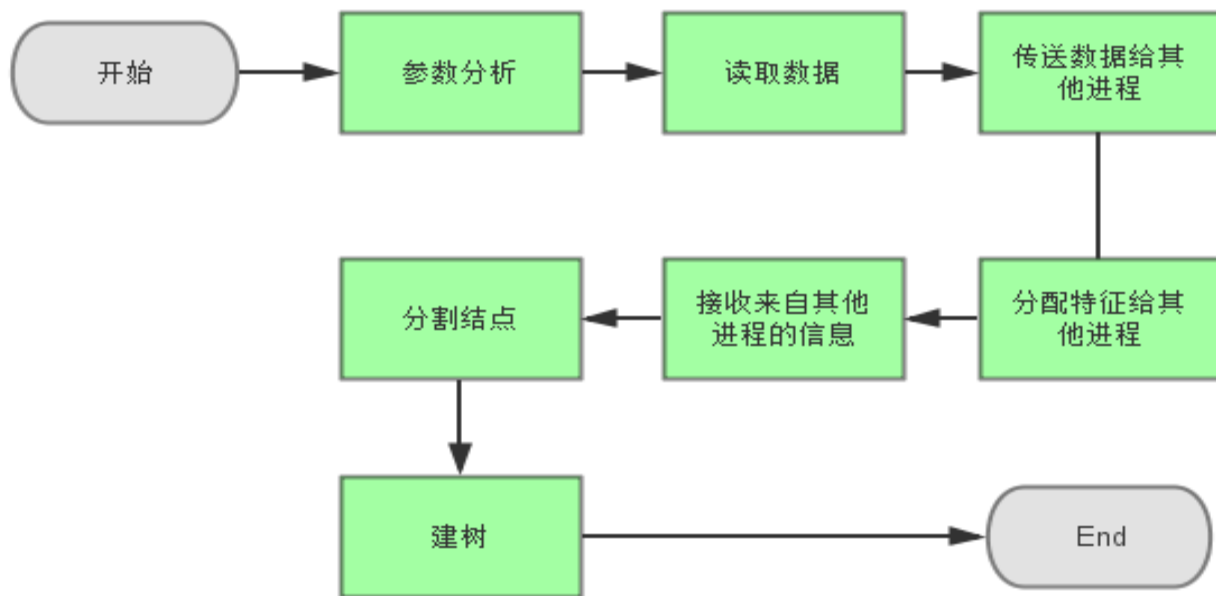 开始
参数分析
读取数据
传送数据给其
他进程
分配特征给其
他进程
接收来自其他
进程的信息
分割结点
建树
End